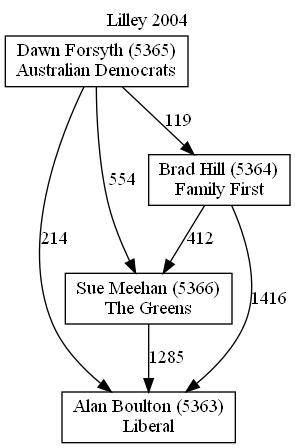 Lilley 2004
Dawn Forsyth (5365)
Australian Democrats
119
Brad Hill (5364)
Family First
554
214
412
1416
Sue Meehan (5366)
The Greens
1285
Alan Boulton (5363)
Liberal